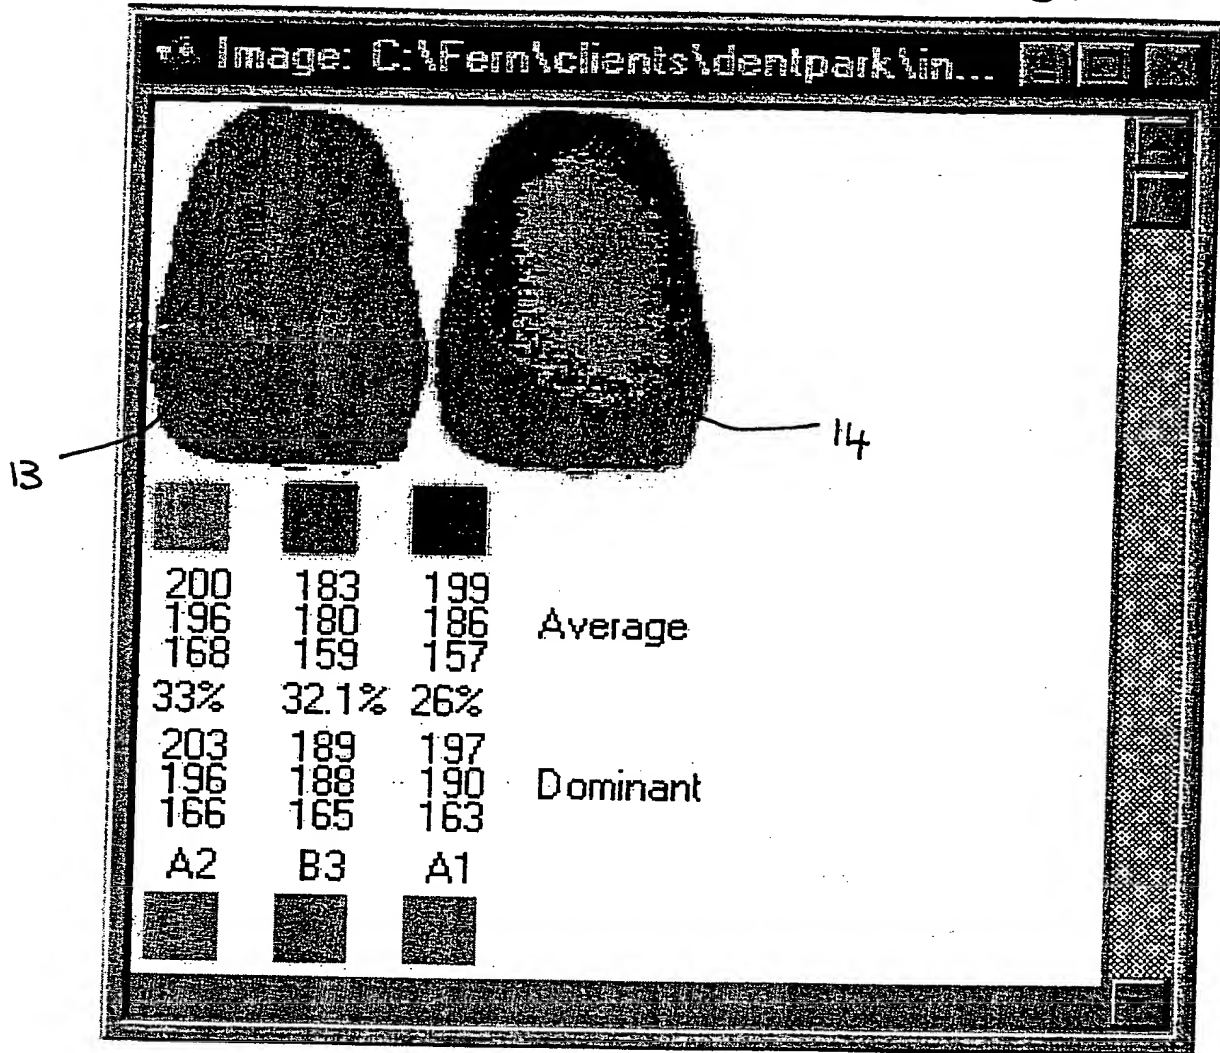 Image: C:\Fern\clients\dentpark\in...
14
13
200 183 199
196 180 186 Average
168 159 157
33% 32.1% 26%
203 189 197
196 188 190 Dominant
166 165 163
A2 B3 A1